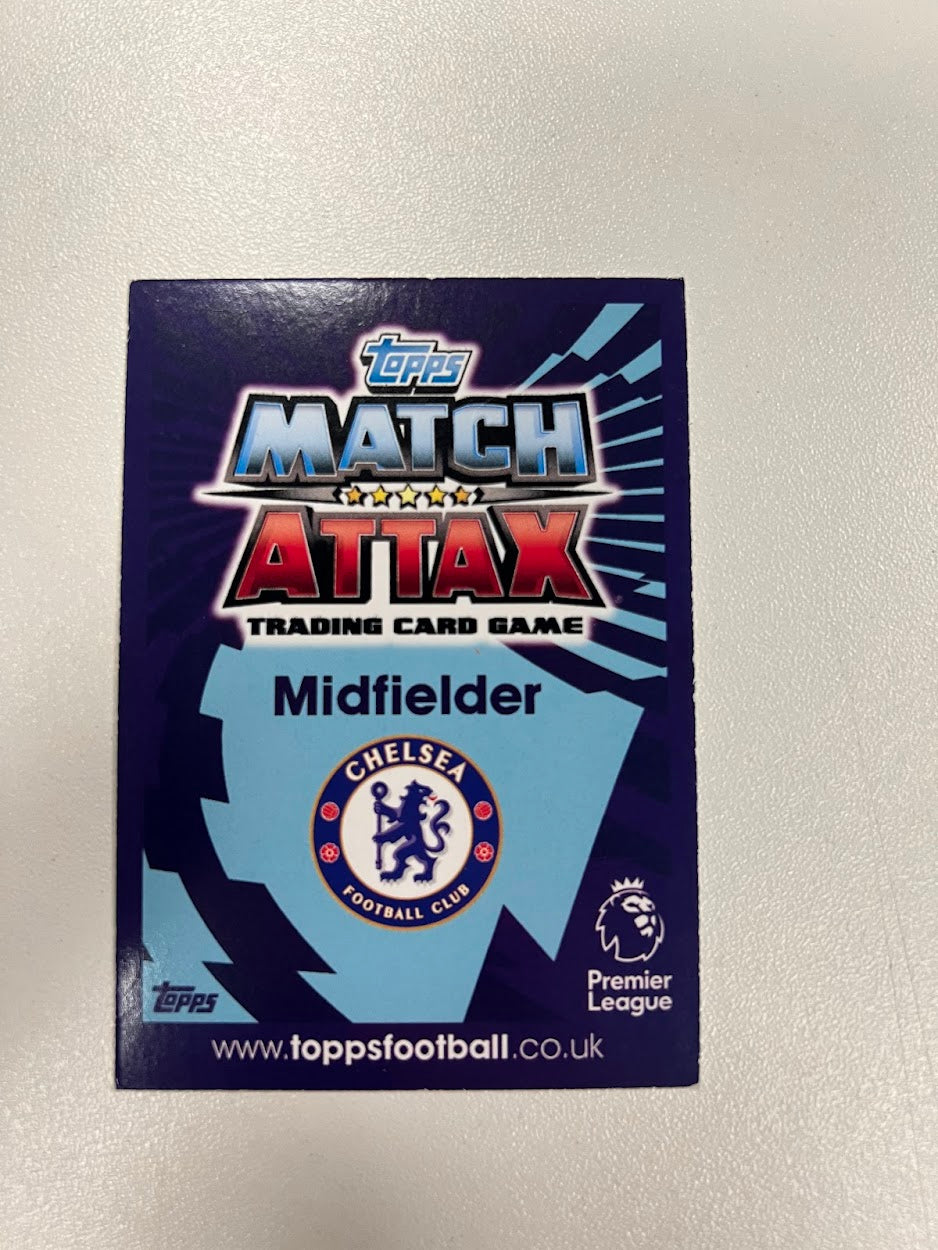 topps
MATCH
ATTAX
TRADING CARD GAME
Midfielder
CHELSEA
FOOTBALL CLUB
Premier
League
topps
www.toppsfootball.co.uk